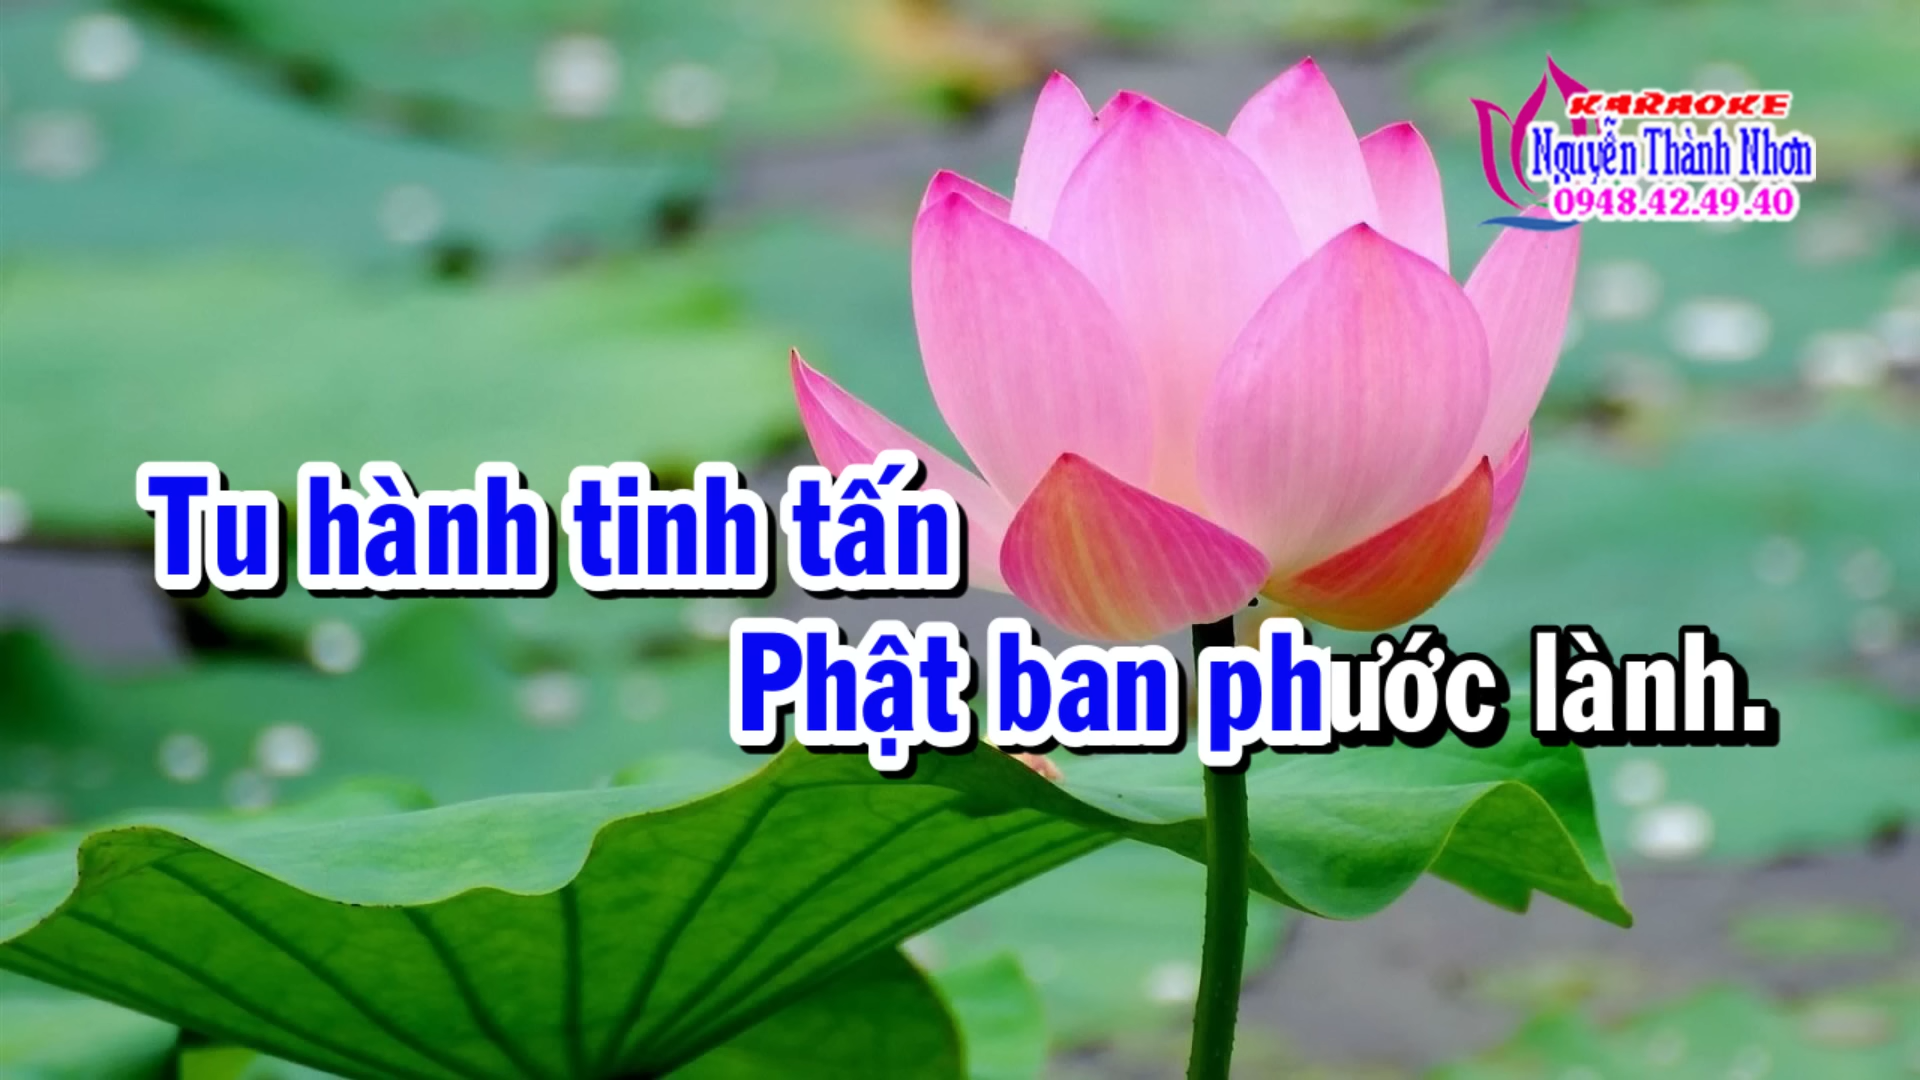 KARAOKE
Nguyễn Thành Nhơn
0948.42.49.40
Tu hành tinh tấn
Phật ban phước lành.